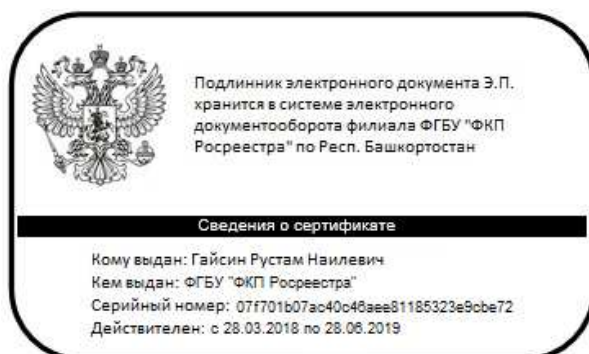 Подлинник электронного документа Э.П.
хранится в системе электронного
документооборота филиала ФГБУ "ФКП
Росреестра" по Респ. Башкортостан
Сведения о сертификате
Кому выдан: Гайсин Рустам Наилевич
Кем выдан: ФГБУ "ФКП Росреестра"
Серийный номер: 07f701b07ac40c46aee81185323e9cbe72
Действителен: с 28.03.2018 по 28.06.2019